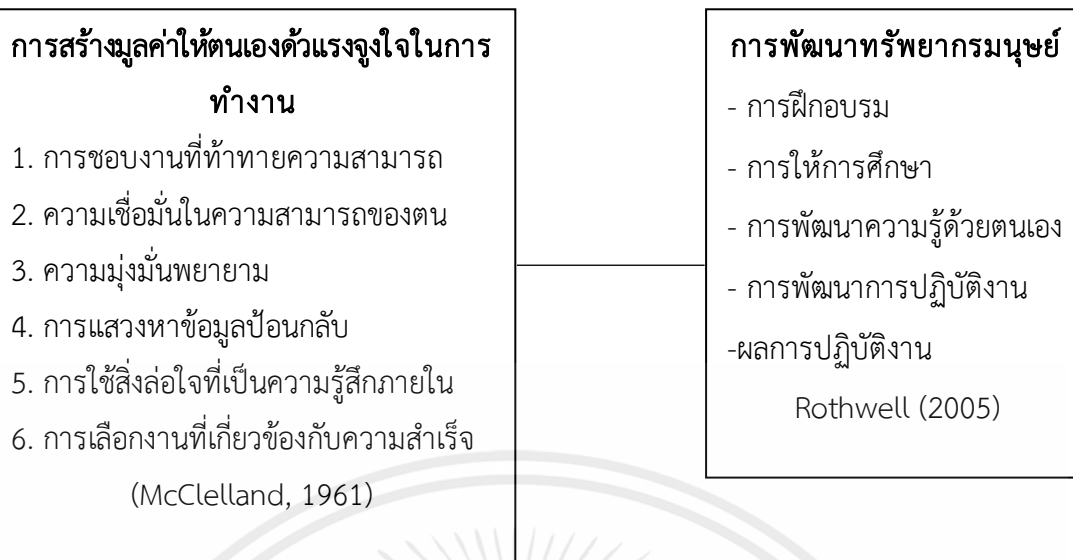 การสร้างมูลค่าให้ตนเองด้วแรงจูงใจในการ
ทำงาน
1. การชอบงานที่ท้าทายความสามารถ
2. ความเชื่อมั่นในความสามารถของตน
3. ความมุ่งมั่นพยายาม
4. การแสวงหาข้อมูลป้อนกลับ
5. การใช้สิ่งล่อใจที่เป็นความรู้สึกภายใน
6. การเลือกงานที่เกี่ยวข้องกับความสำเร็จ
(McClelland, 1961)
การพัฒนาทรัพยากรมนุษย์
- การฝึกอบรม
- การให้การศึกษา
- การพัฒนาความรู้ด้วยตนเอง
- การพัฒนาการปฏิบัติงาน
-ผลการปฏิบัติงาน
Rothwell (2005)